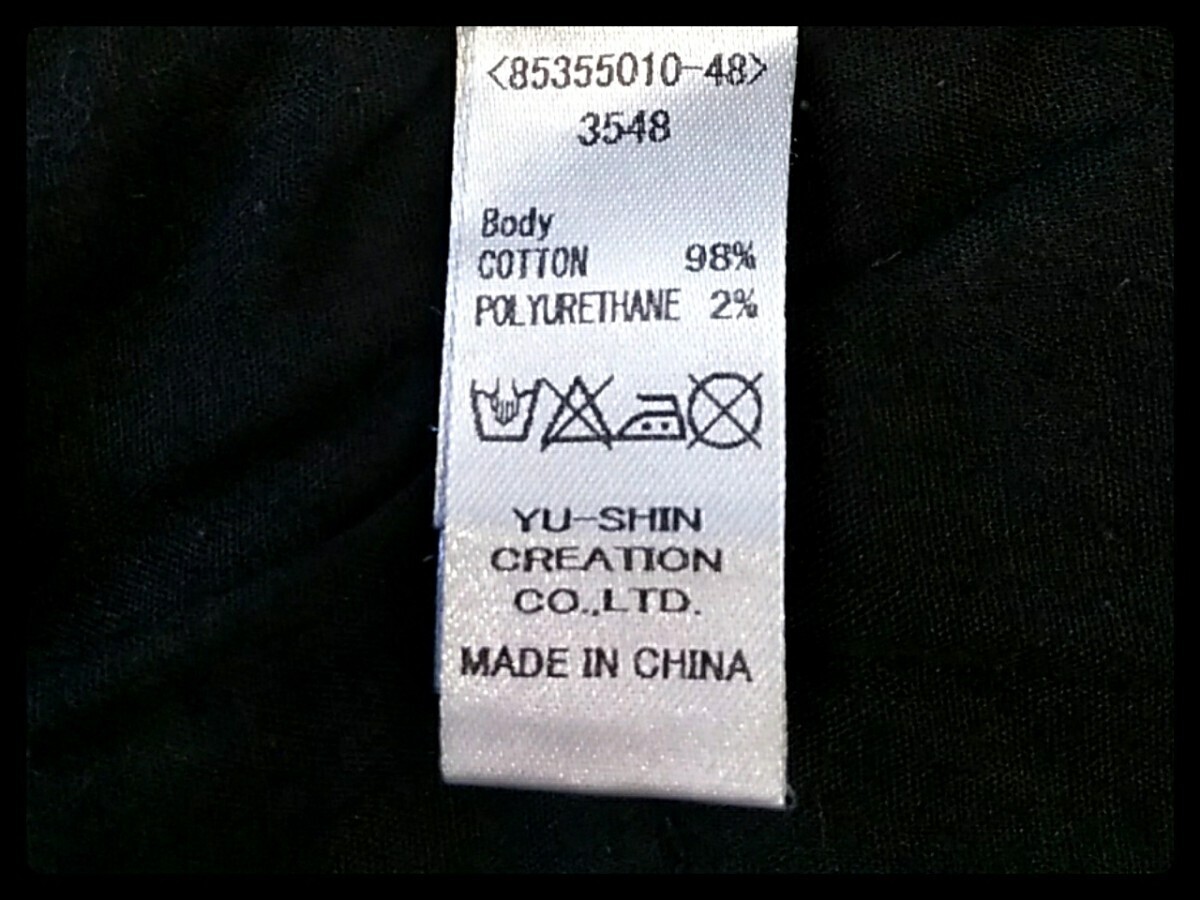 <85355010-48>
3548
Body
COTTON 98%
POLYURETHANE 2%
YU-SHIN
CREATION
CO.,LTD.
MADE IN CHINA